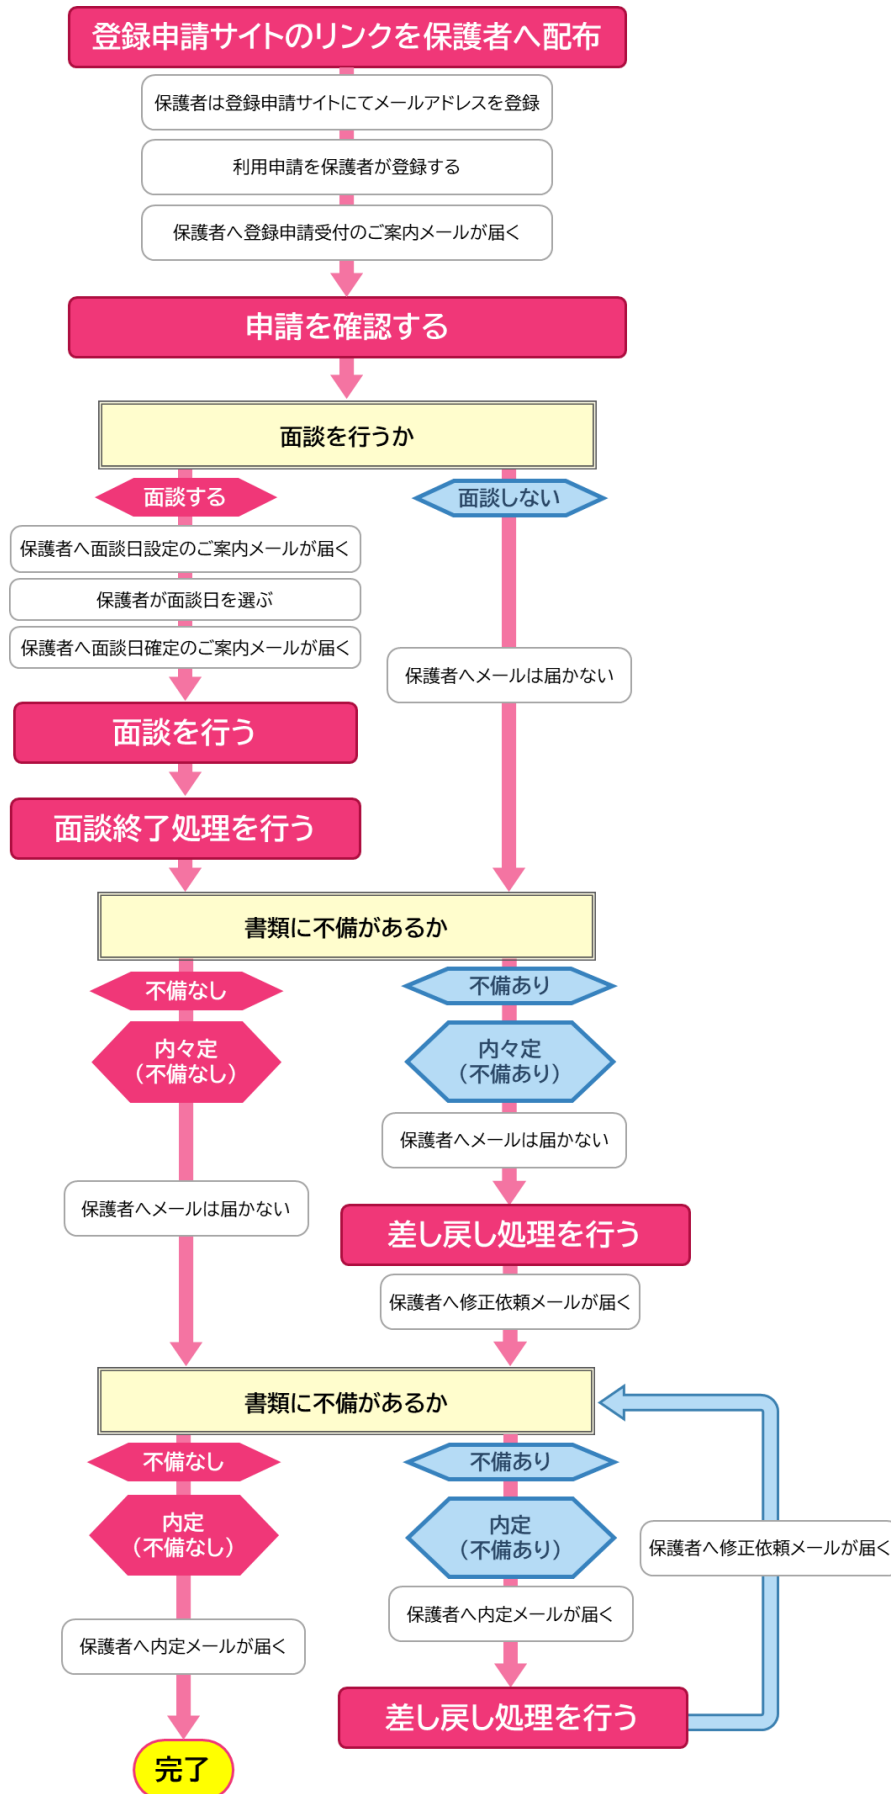 登録申請サイトのリンクを保護者へ配布
保護者は登録申請サイトにてメールアドレスを登録
利用申請を保護者が登録する
保護者へ登録申請受付のご案内メールが届く
申請を確認する
面談を行うか
面談する
面談しない
保護者へ面談日設定のご案内メールが届く
保護者が面談日を選ぶ
保護者へ面談日確定のご案内メールが届く
保護者へメールは届かない
面談を行う
面談終了処理を行う
書類に不備があるか
不備なし
不備あり
内々定
（不備なし）
内々定
（不備あり）
保護者へメールは届かない
保護者へメールは届かない
差し戻し処理を行う
保護者へ修正依頼メールが届く
書類に不備があるか
不備なし
不備あり
内定
（不備なし）
内定
（不備あり）
保護者へ修正依頼メールが届く
保護者へ内定メールが届く
保護者へ内定メールが届く
差し戻し処理を行う
完了